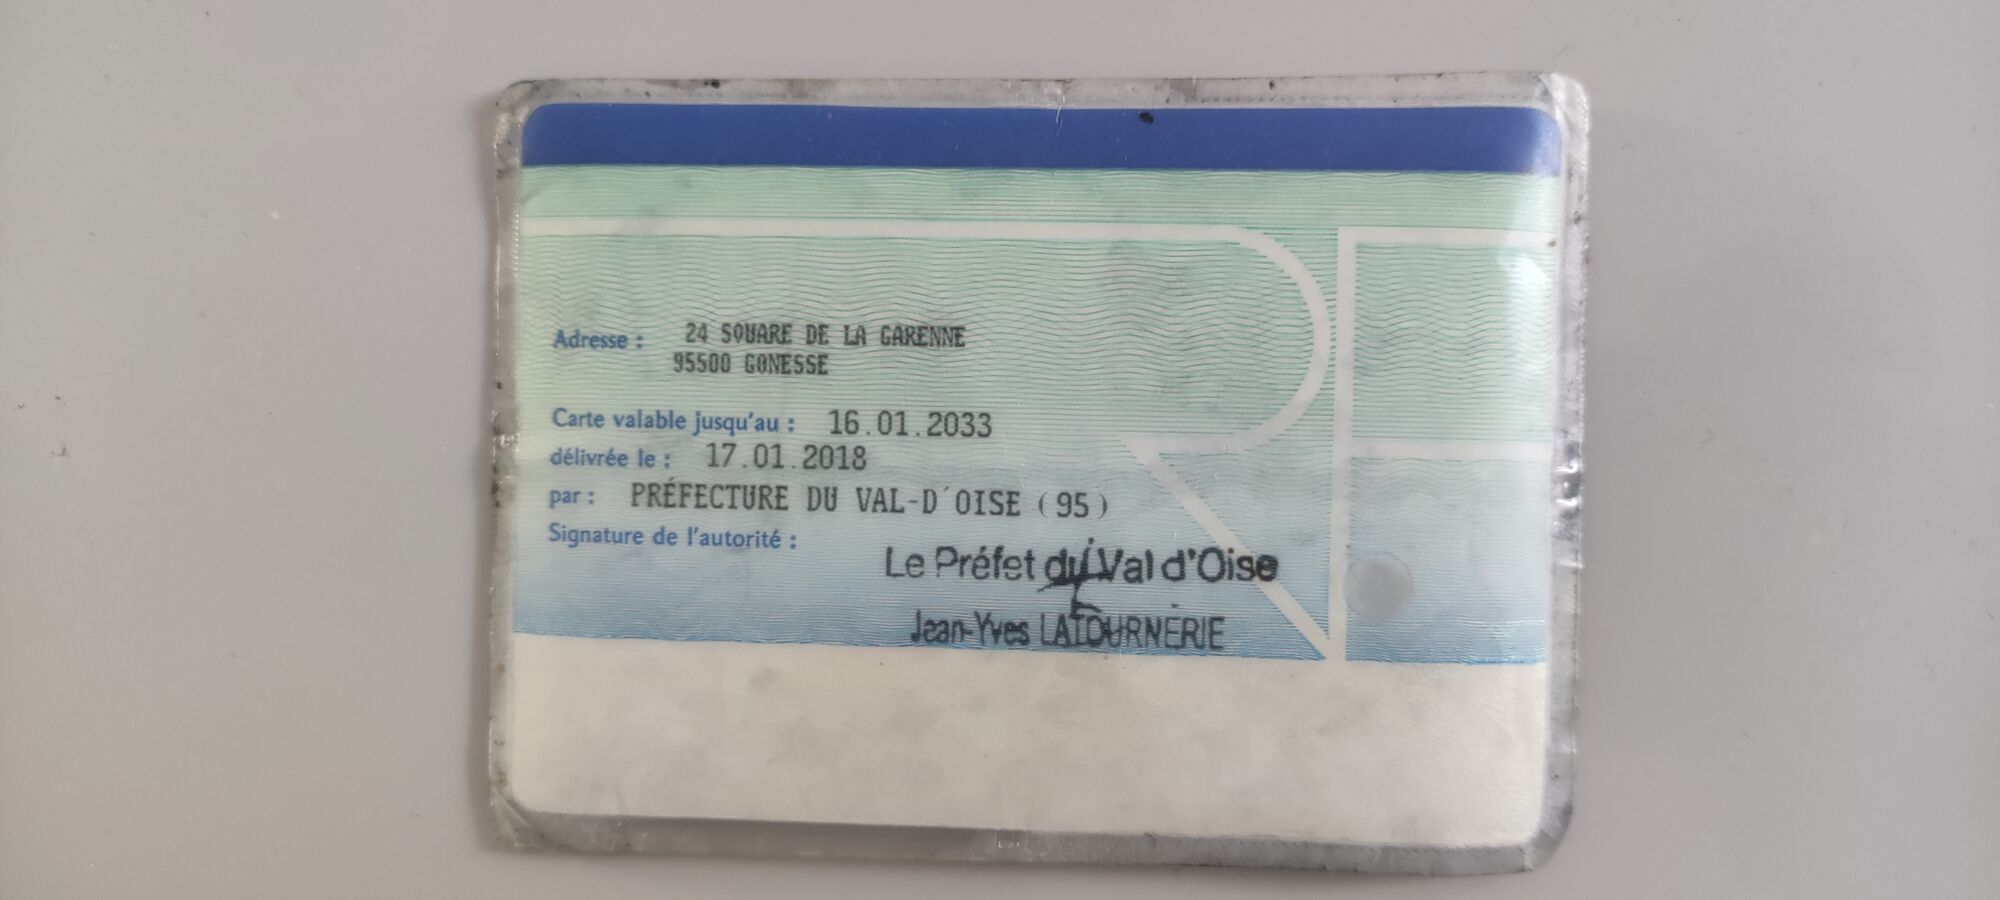 Adresse : 24 SQUARE DE LA GARENNE
95500 GONESSE
Carte valable jusqu'au : 16.01.2033
délivrée le : 17.01.2018
par : PRÉFECTURE DU VAL-D'OISE (95)
Signature de l'autorité :
Le Préfet du Val d'Oise
Jean-Yves LATOURNERIE
RF